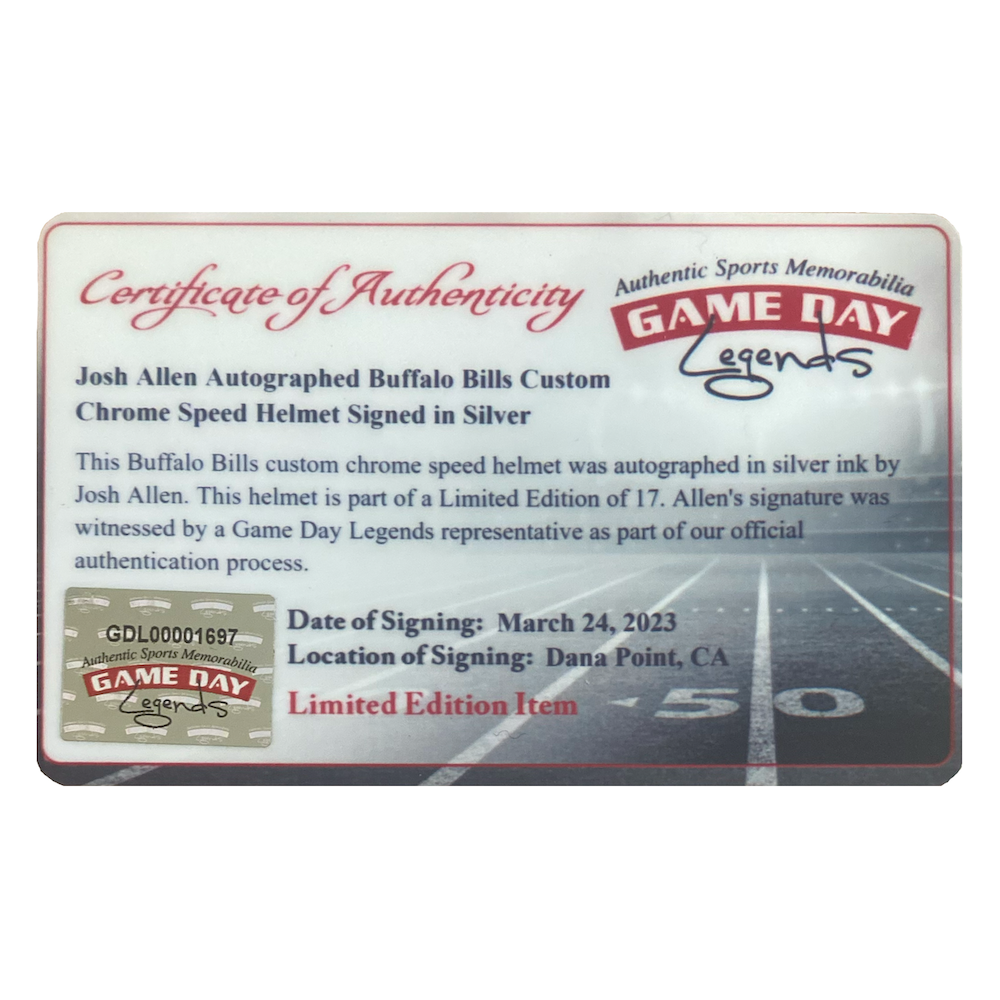 Certificate of Authenticity
Authentic Sports Memorabilia
GAME DAY
Legends
Josh Allen Autographed Buffalo Bills Custom
Chrome Speed Helmet Signed in Silver
This Buffalo Bills custom chrome speed helmet was autographed in silver ink by
Josh Allen. This helmet is part of a Limited Edition of 17. Allen's signature was
witnessed by a Game Day Legends representative as part of our official
authentication process.
GDL00001697
Authentic Sports Memorabilia
GAME DAY
Legends
Date of Signing: March 24, 2023
Location of Signing: Dana Point, CA
Limited Edition Item
50